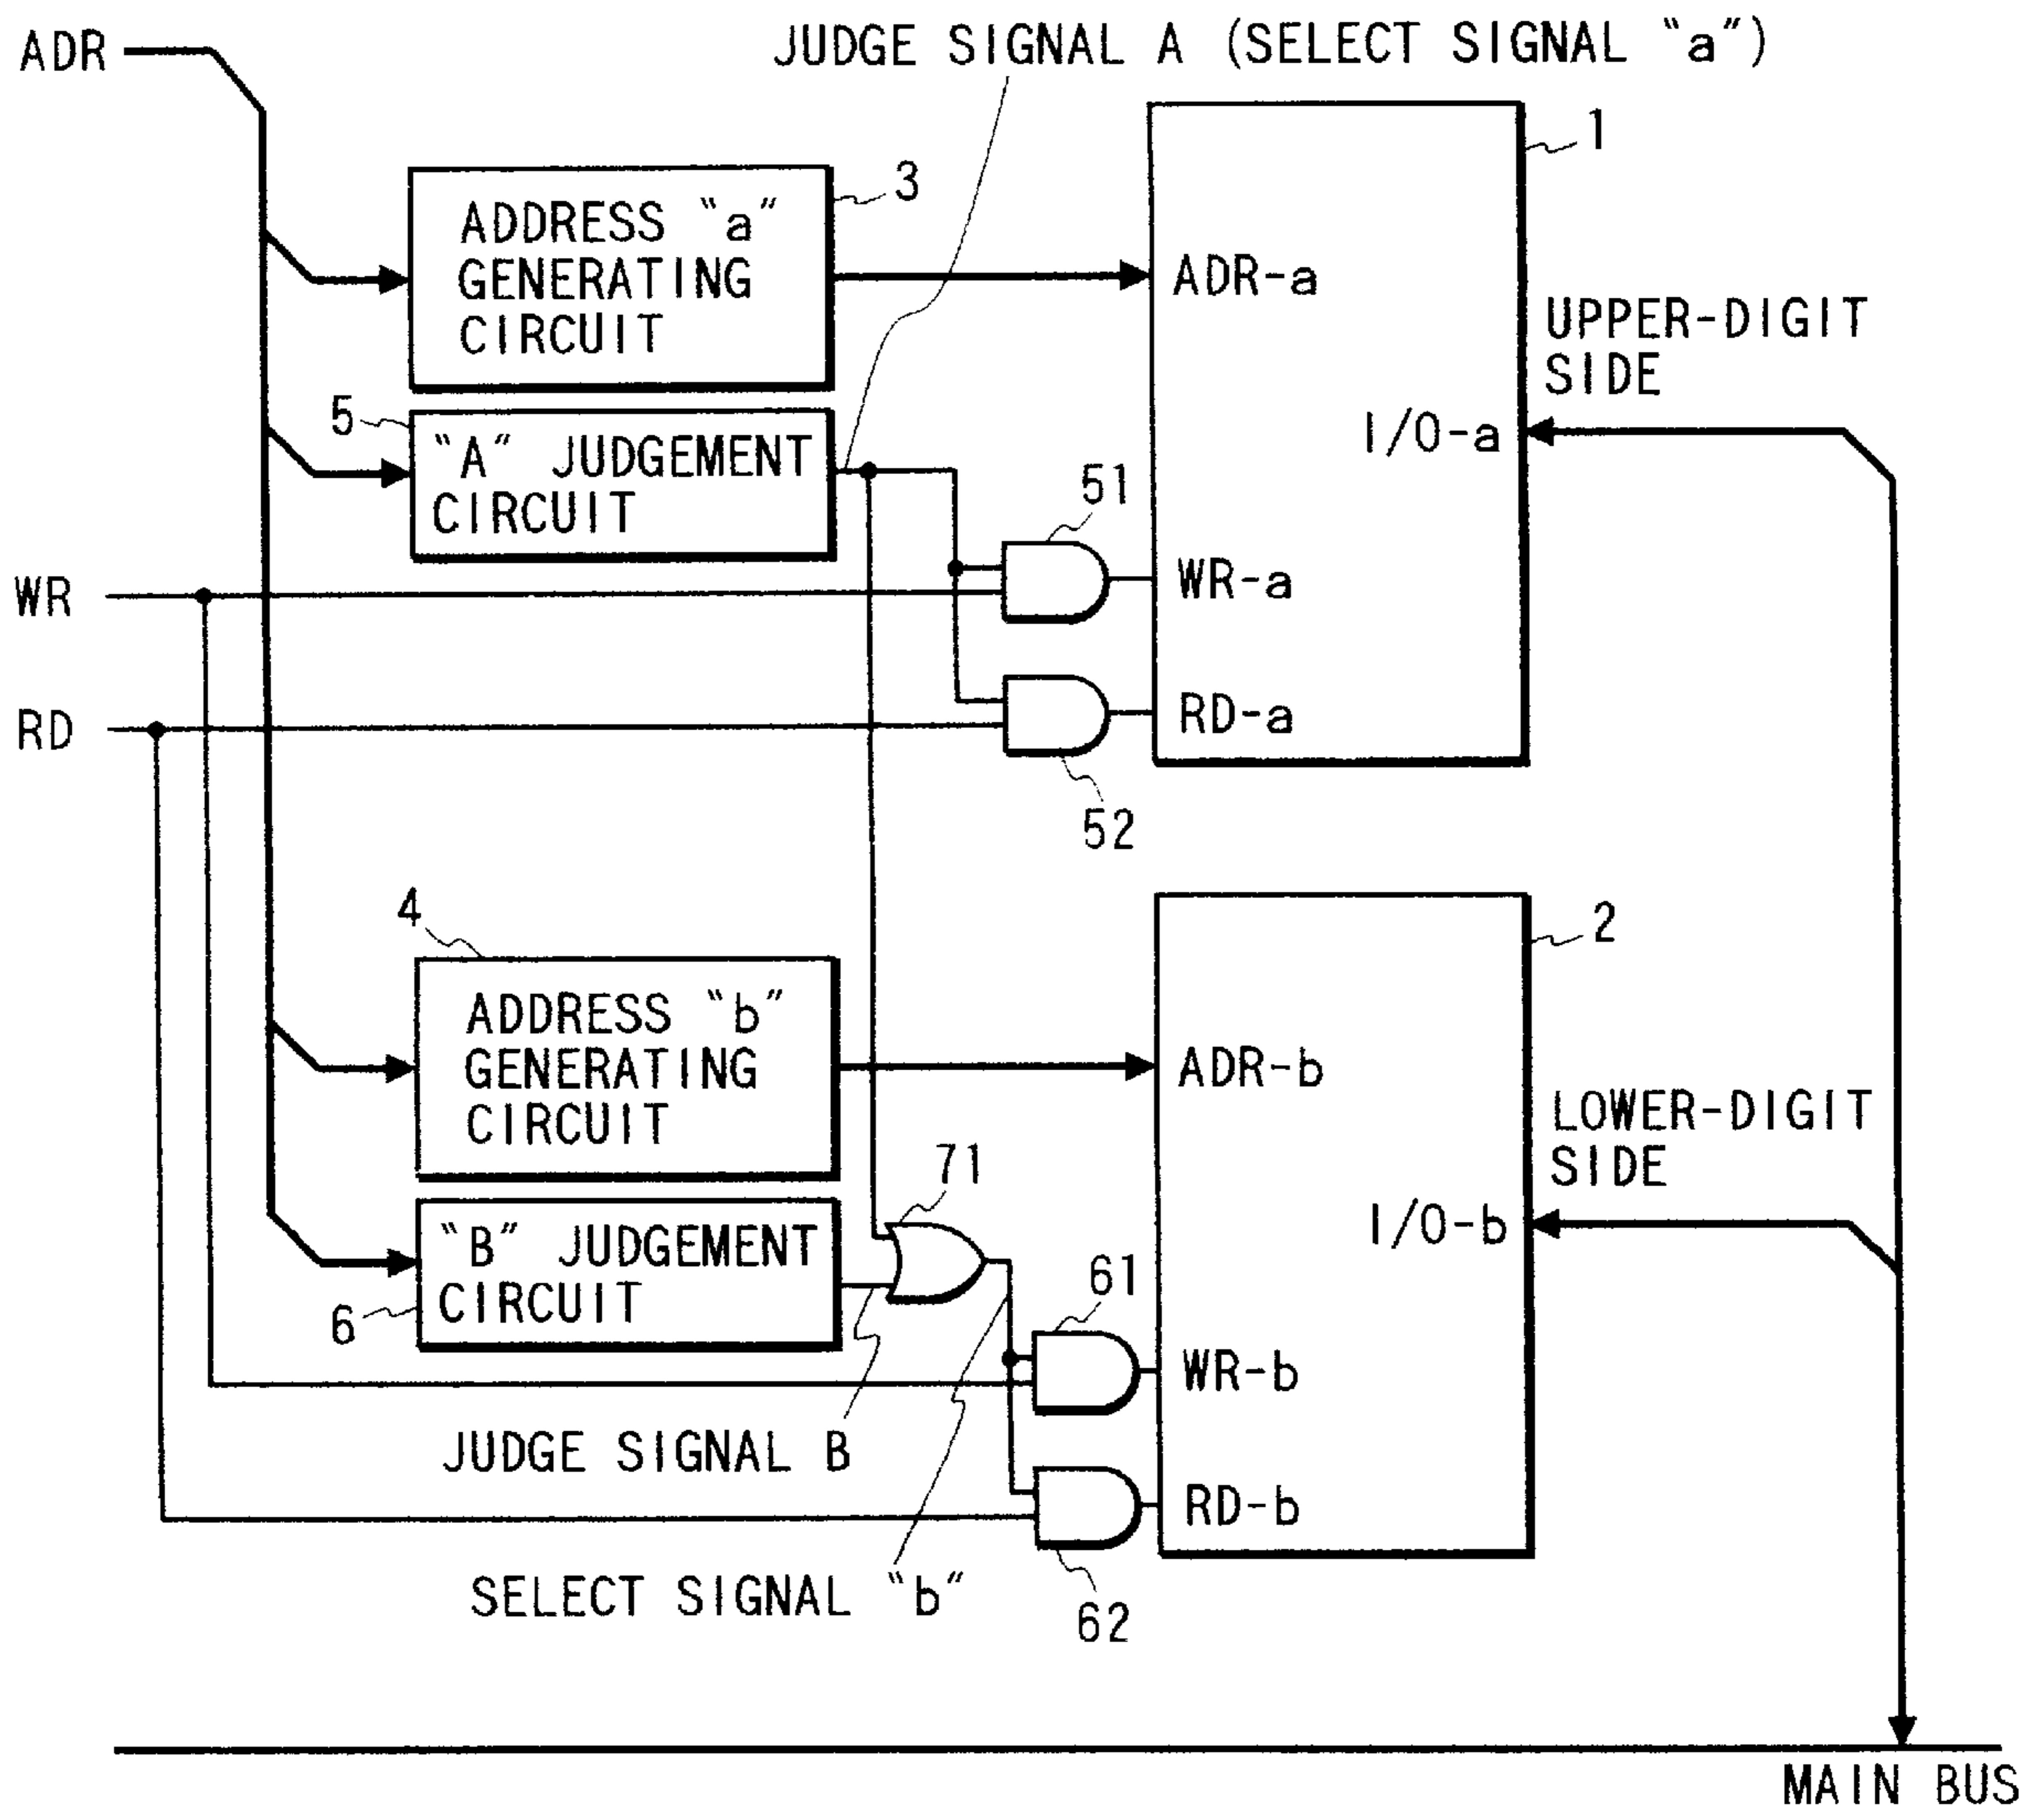 ADR
JUDGE SIGNAL A (SELECT SIGNAL "a")
1
3
ADDRESS "a"
GENERATING
CIRCUIT
ADR-a
UPPER-DIGIT
SIDE
5
"A" JUDGEMENT
CIRCUIT
I/O-a
51
WR
WR-a
RD
RD-a
52
4
2
ADDRESS "b"
GENERATING
CIRCUIT
ADR-b
LOWER-DIGIT
SIDE
71
"B" JUDGEMENT
CIRCUIT
6
I/O-b
61
WR-b
JUDGE SIGNAL B
RD-b
SELECT SIGNAL "b"
62
MAIN BUS